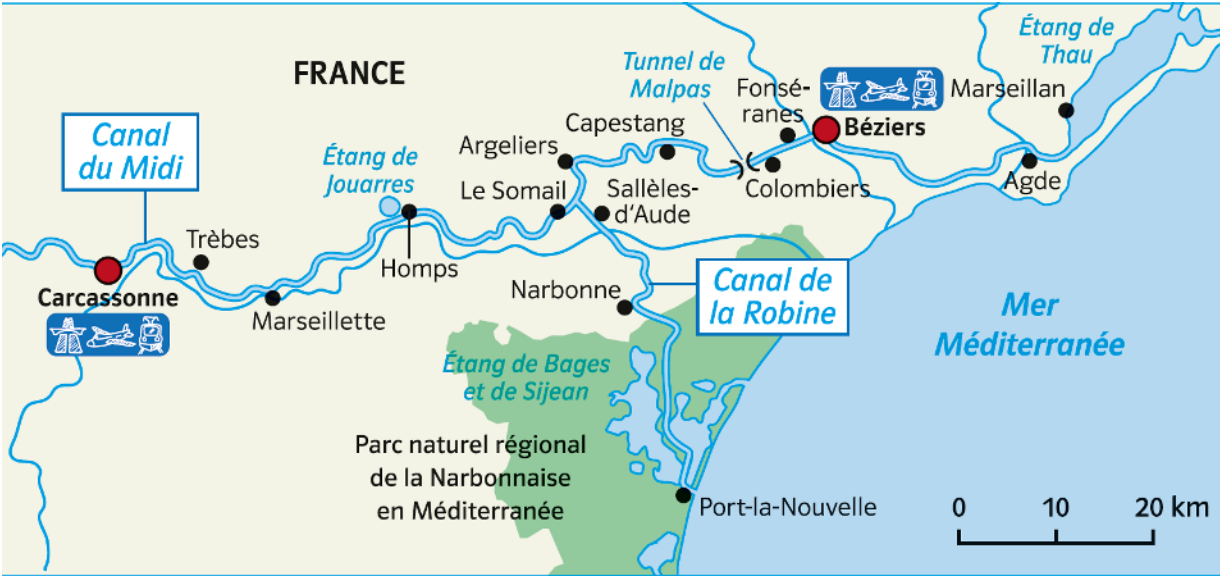 FRANCE
Étang de
Thau
Tunnel de
Malpas
Fonsé-
ranes
Marseillan
Canal
du Midi
Capestang
Béziers
Argeliers
Étang de
Jouarres
Le Somail
Sallèles-
d‘Aude
Colombiers
Agde
Trèbes
Homps
Carcassonne
Marseillette
Narbonne
Canal de
la Robine
Mer
Méditerranée
Étang de Bages
et de Sijean
Parc naturel régional
de la Narbonnaise
en Méditerranée
Port-la-Nouvelle
0 10 20 km